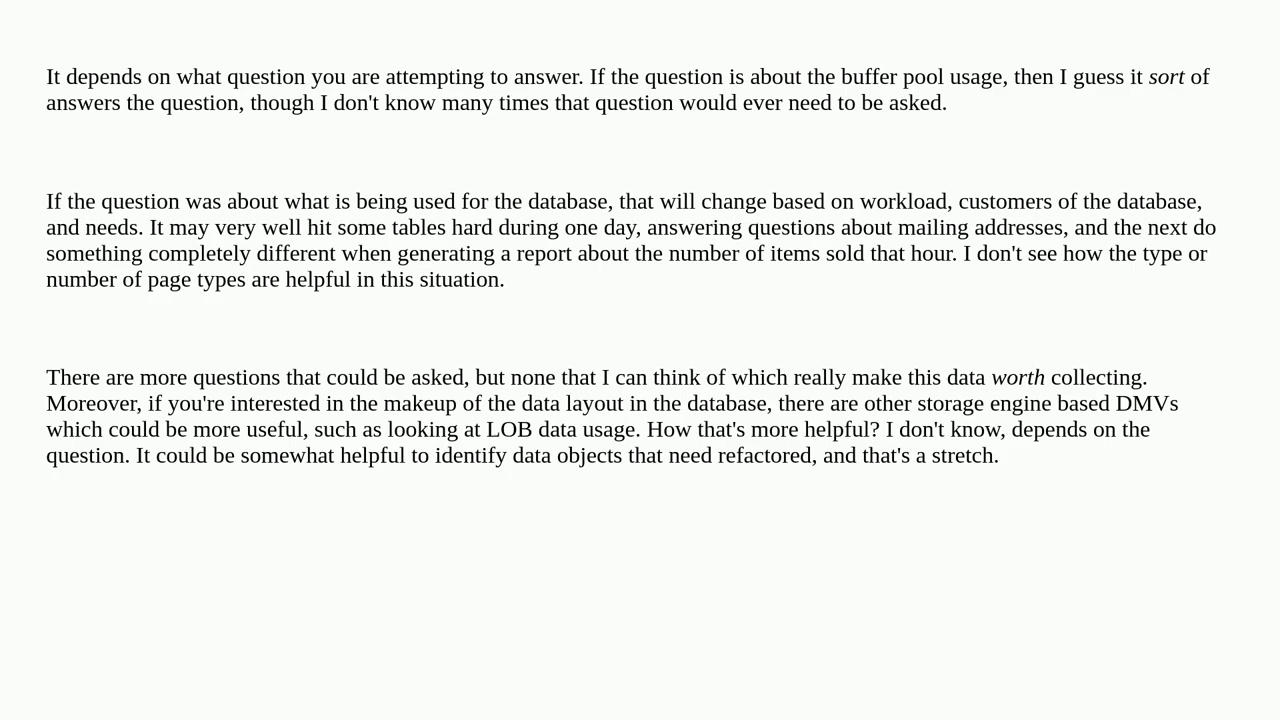 It depends on what question you are attempting to answer. If the question is about the buffer pool usage, then I guess it sort of
answers the question, though I don't know many times that question would ever need to be asked.
If the question was about what is being used for the database, that will change based on workload, customers of the database,
and needs. It may very well hit some tables hard during one day, answering questions about mailing addresses, and the next do
something completely different when generating a report about the number of items sold that hour. I don't see how the type or
number of page types are helpful in this situation.
There are more questions that could be asked, but none that I can think of which really make this data worth collecting.
Moreover, if you're interested in the makeup of the data layout in the database, there are other storage engine based DMVs
which could be more useful, such as looking at LOB data usage. How that's more helpful? I don't know, depends on the
question. It could be somewhat helpful to identify data objects that need refactored, and that's a stretch.